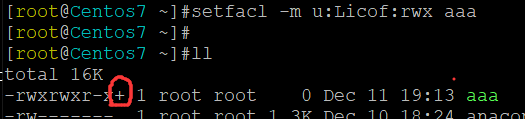 [root@Centos7 ~]#setfacl -m u:Licof:rwx aaa
[root@Centos7 ~]#
[root@Centos7 ~]#ll
total 16K
-rwxrwxr-x+ 1 root root 0 Dec 11 19:13 aaa
-rw------- 1 root root 1.3K Dec 10 18:24